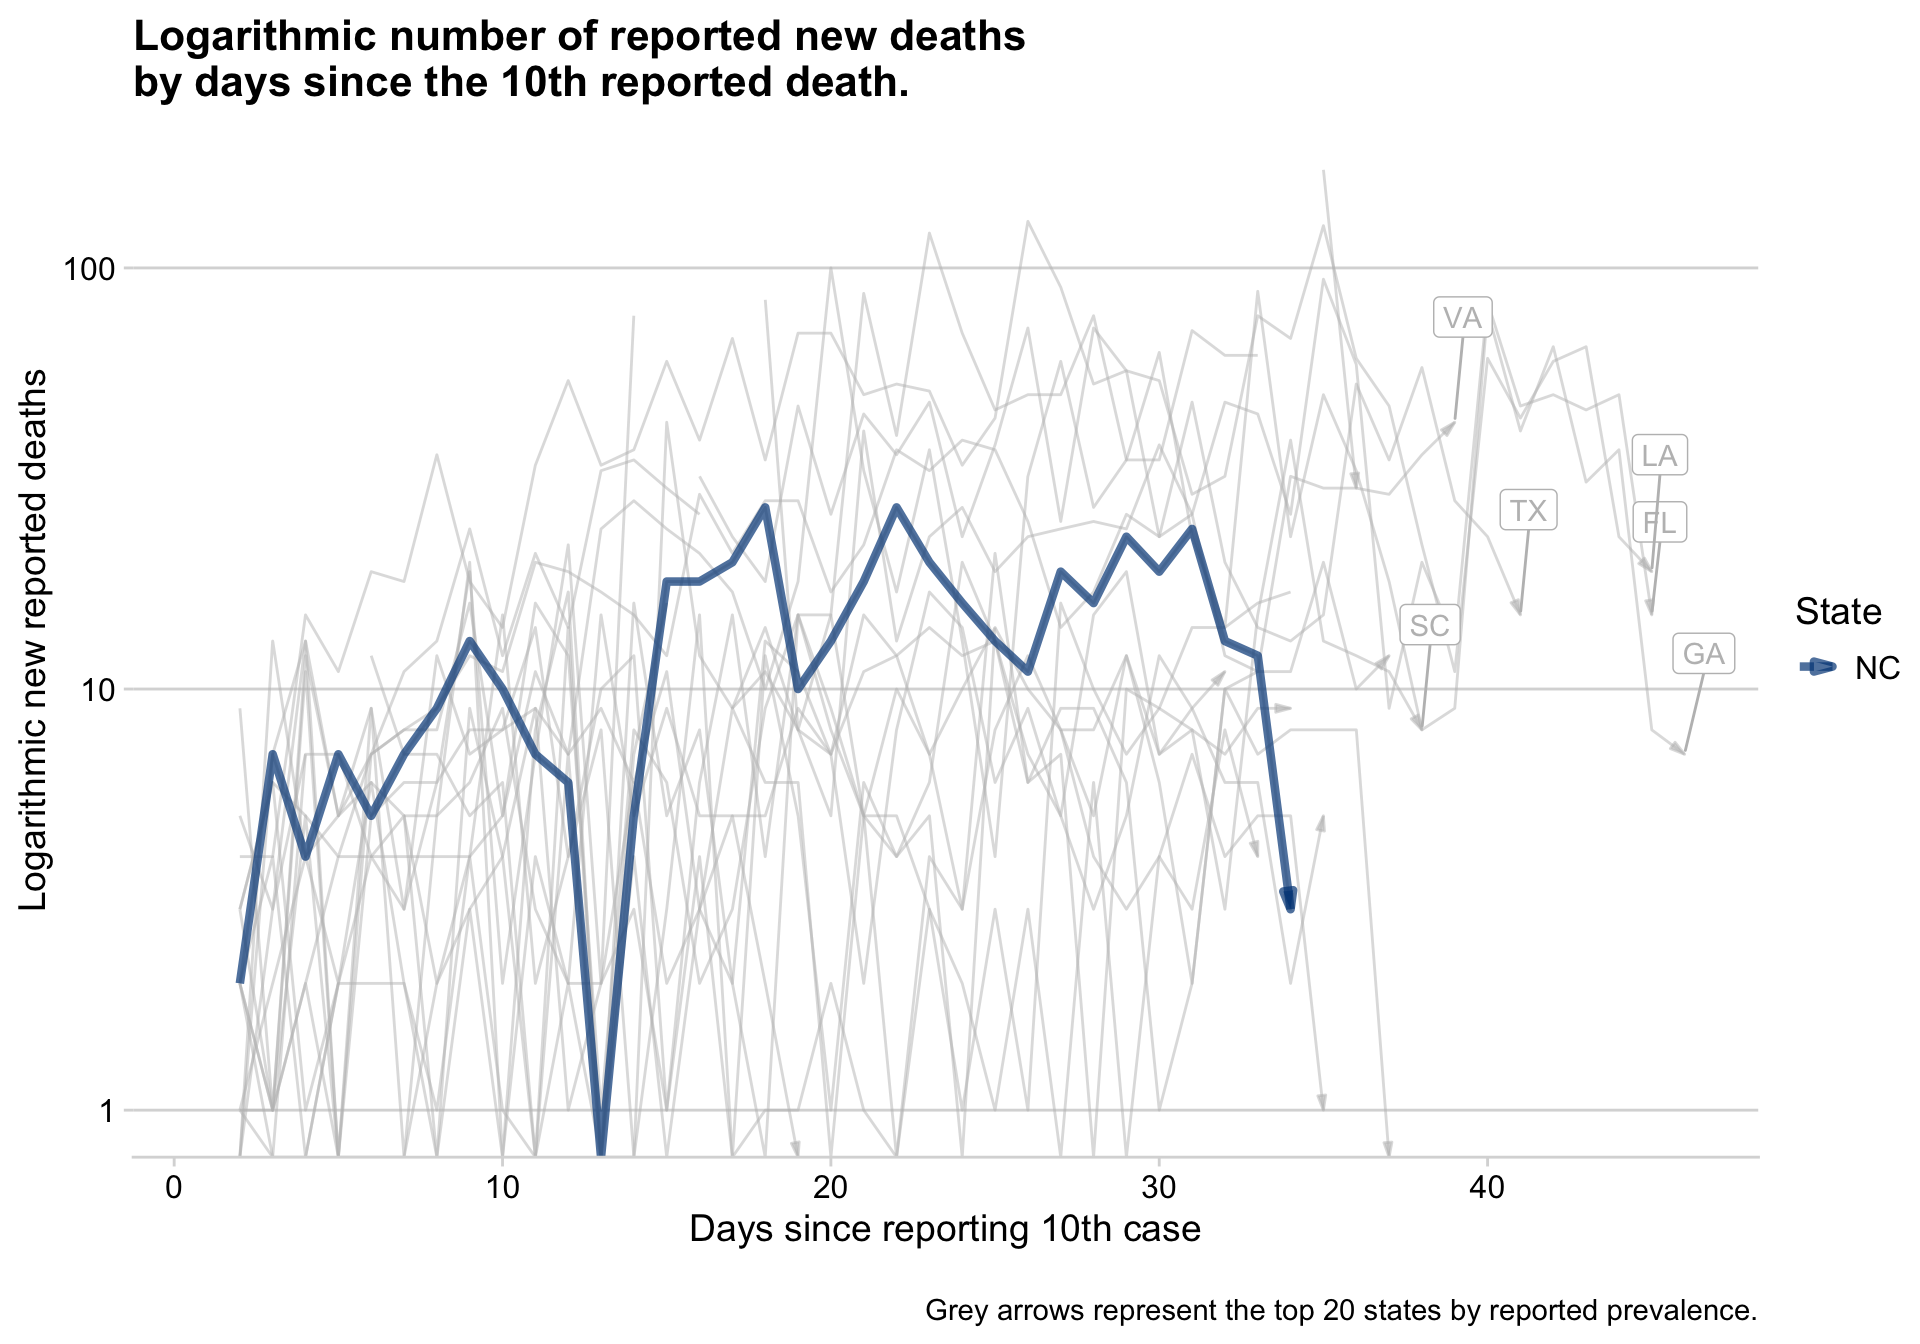 Logarithmic number of reported new deaths
by days since the 10th reported death.
Logarithmic new reported deaths
100
10
1
VA
LA
TX
FL
SC
GA
State
NC
0
10
20
30
40
Days since reporting 10th case
Grey arrows represent the top 20 states by reported prevalence.